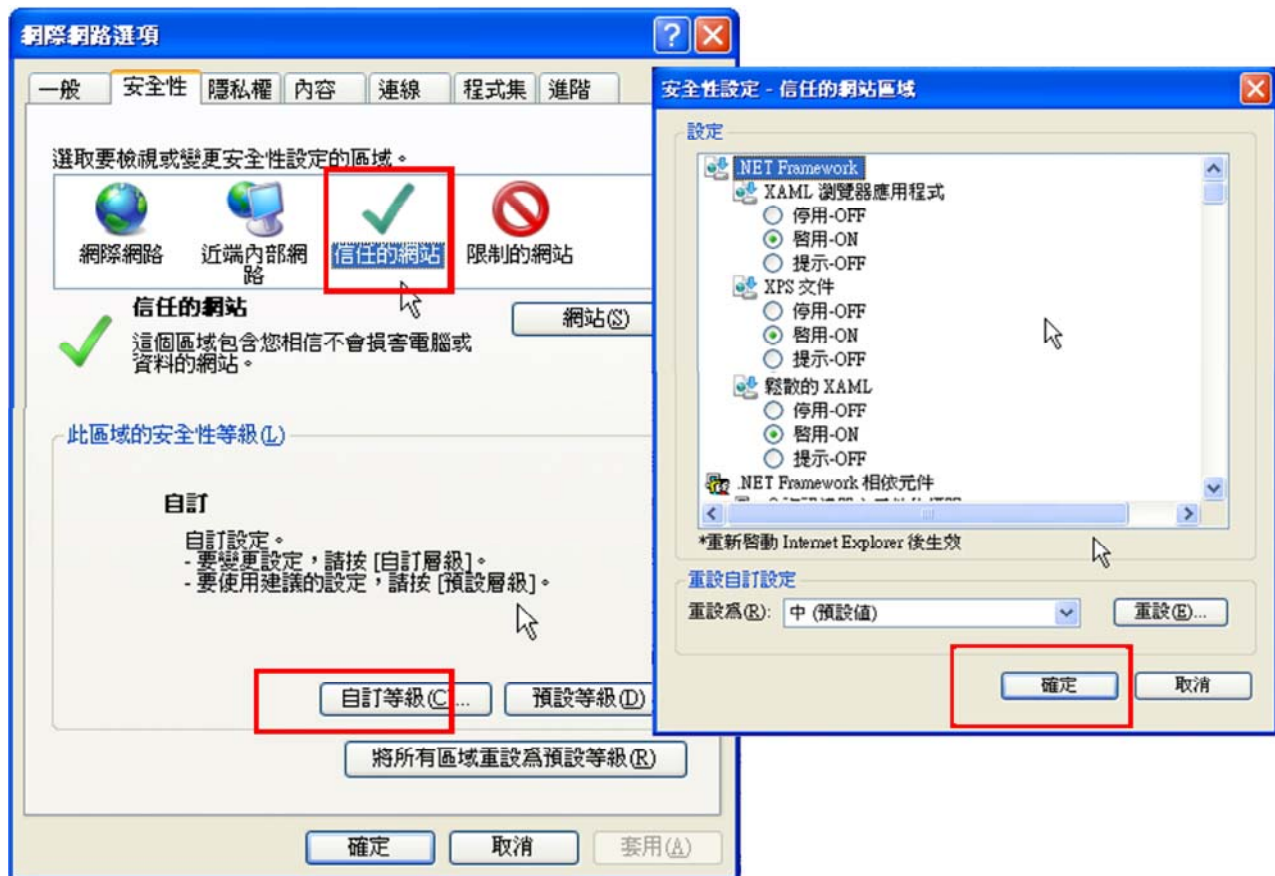 網際網路選項
一般 安全性 隱私權 內容 連線 程式集 進階
選取要檢視或變更安全性設定的區域。
網際網路 近端內部網路 信任的網站 限制的網站
信任的網站
網站(S)
這個區域包含您相信不會損害電腦或
資料的網站。
此區域的安全性等級(L)
自訂
自訂設定。
- 要變更設定，請按 [自訂層級]。
- 要使用建議的設定，請按 [預設層級]。
自訂等級(C)... 預設等級(D)
將所有區域重設為預設等級(R)
確定 取消 套用(A)
安全性設定 - 信任的網站區域
設定
.NET Framework
XAML 瀏覽器應用程式
停用-OFF
啟用-ON
提示-OFF
XPS 文件
停用-OFF
啟用-ON
提示-OFF
鬆散的 XAML
停用-OFF
啟用-ON
提示-OFF
.NET Framework 相依元件
*重新啟動 Internet Explorer 後生效
重設自訂設定
重設為(R): 中 (預設值) 重設(E)...
確定 取消